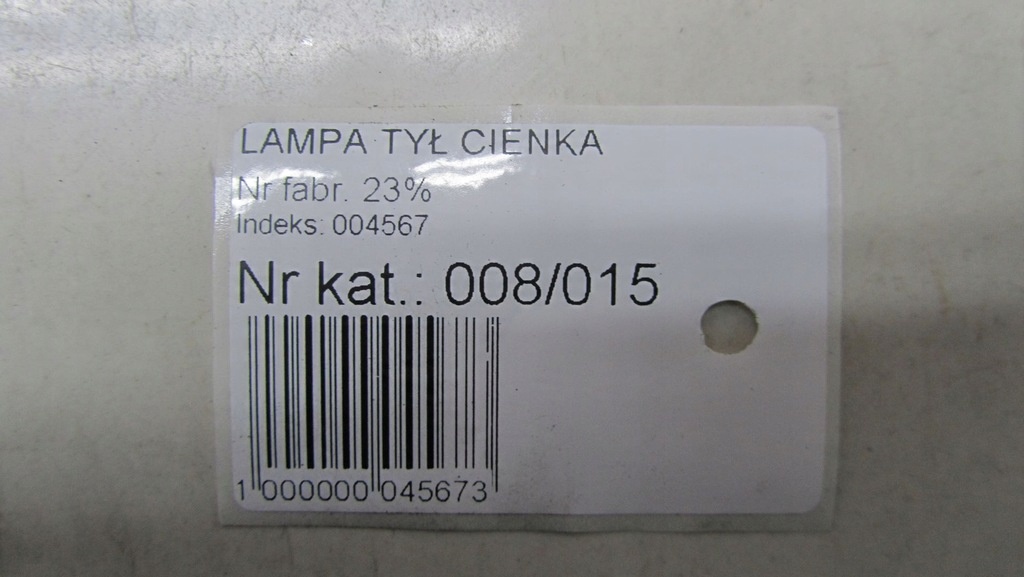 LAMPA TYŁ CIENKA
Nr fabr. 23%
Indeks: 004567
Nr kat.: 008/015
1 000000 045673